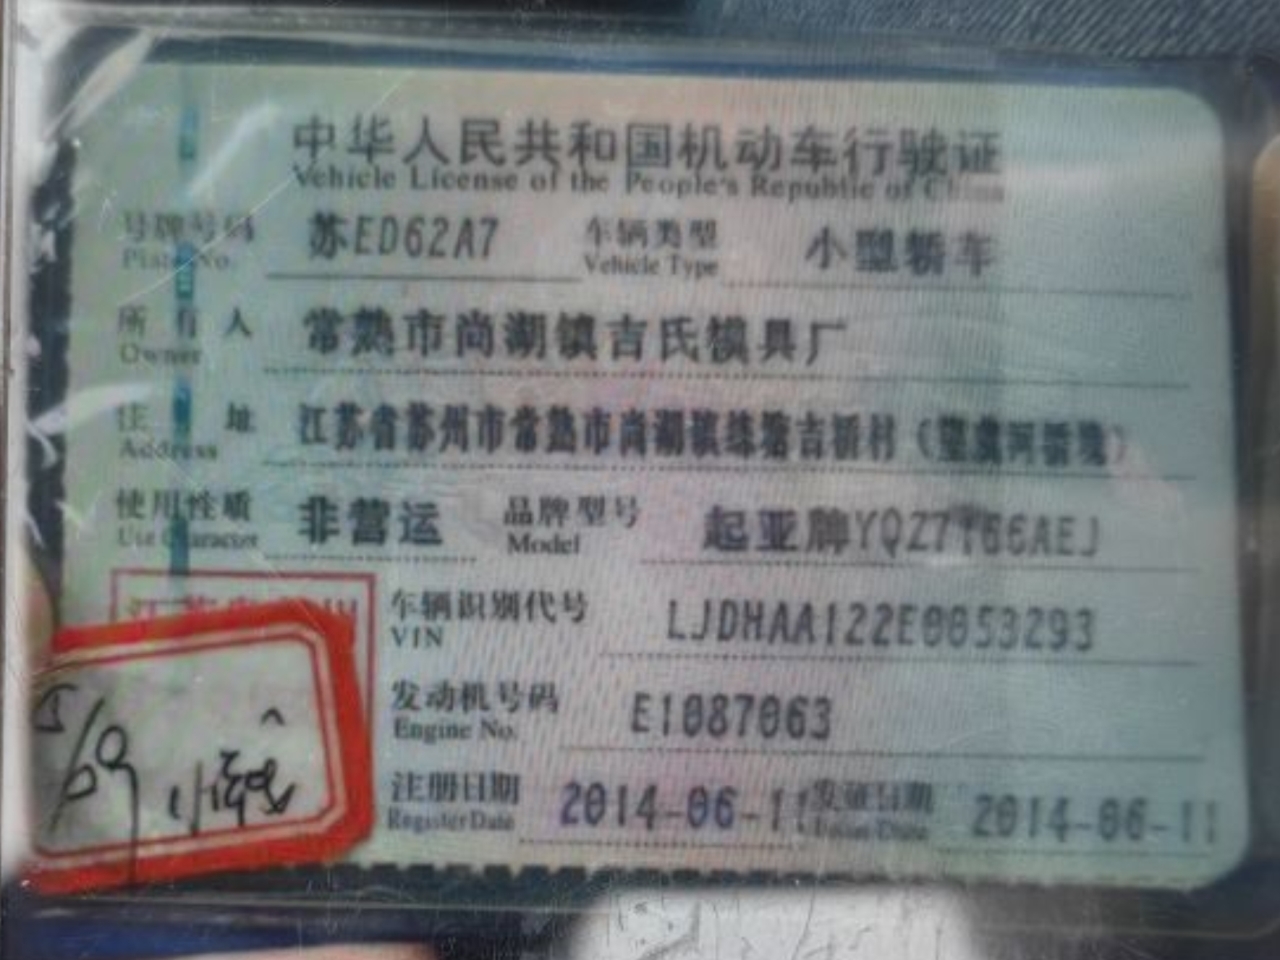 中华人民共和国机动车行驶证
Vehicle License of the People's Republic of China
号牌号码 苏ED62A7 车辆类型 小型轿车
Plate No. Vehicle Type
所有人 常熟市尚湖镇吉氏模具厂
Owner
住址 江苏省苏州市常熟市尚湖镇练塘吉桥村
Address
使用性质 非营运 品牌型号 起亚牌YQZ7166AEJ
Use Character Model
车辆识别代号 LJDHAA122E0053293
VIN
发动机号码 E1087063
Engine No.
注册日期 2014-06-11 发证日期 2014-06-11
Register Date Issue Date